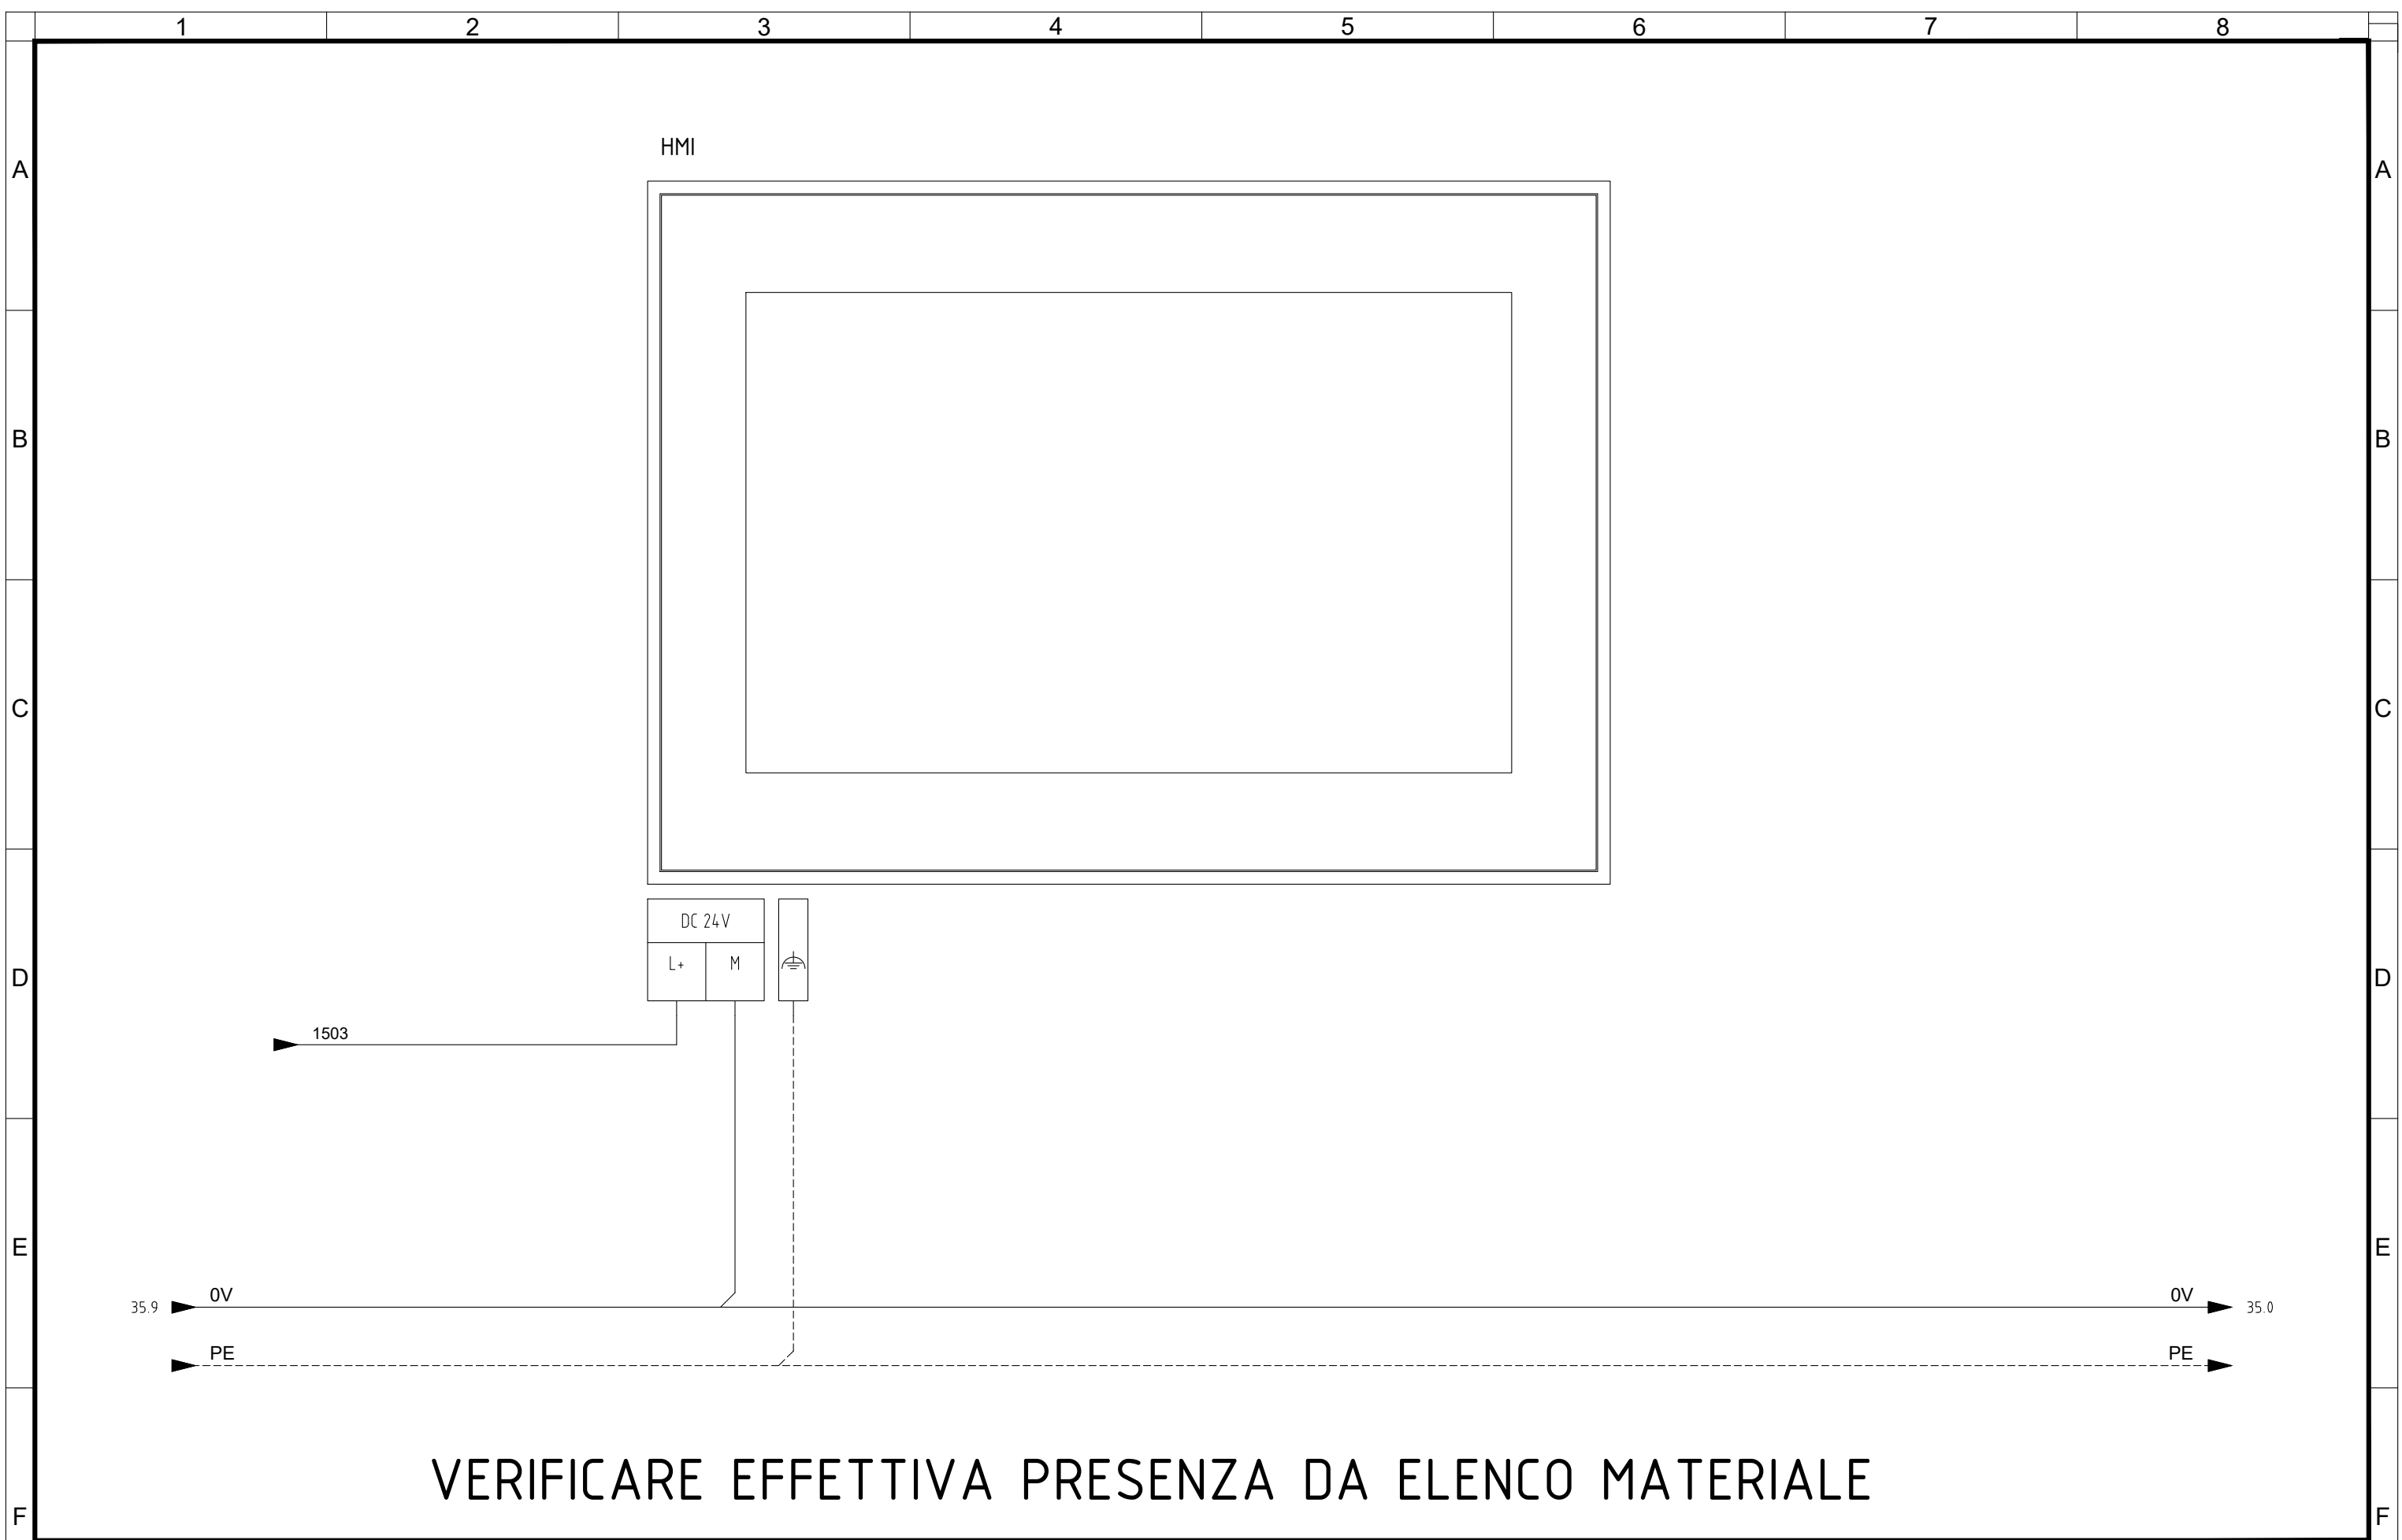 1 2 3 4 5 6 7 8
HMI
A A
B B
C C
DC 24V
L+ M
D D
1503
E E
35.9 0V 0V 35.0
PE PE
VERIFICARE EFFETTIVA PRESENZA DA ELENCO MATERIALE
F F